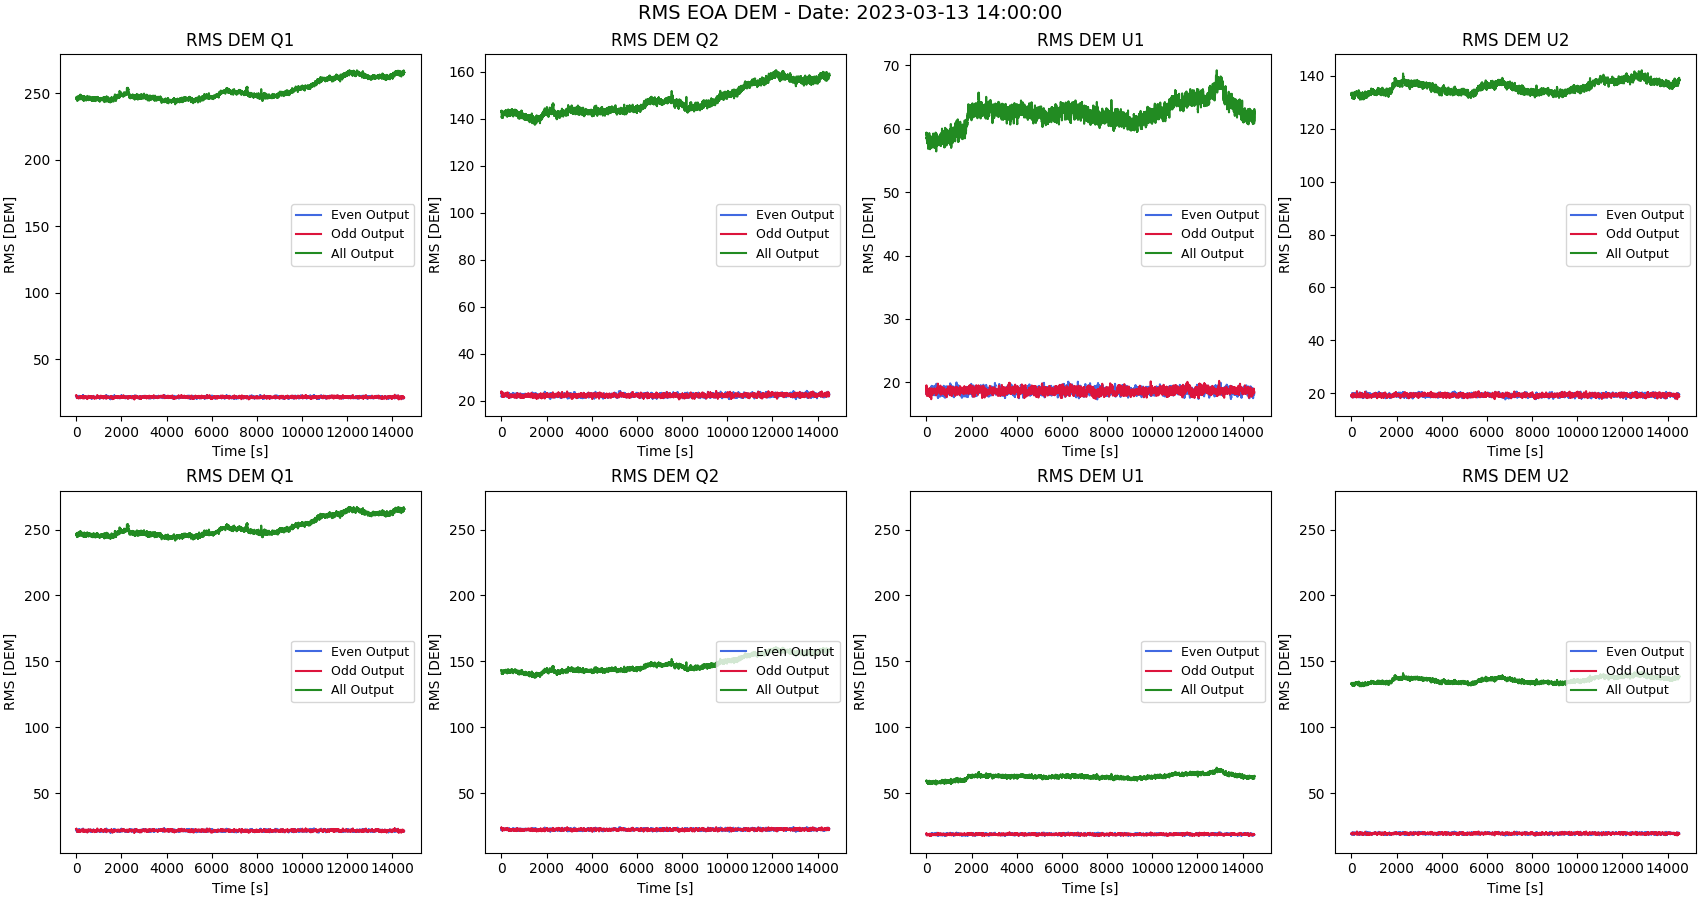 RMS EOA DEM - Date: 2023-03-13 14:00:00
RMS DEM Q1
RMS [DEM]
250
200
150
100
50
Even Output
Odd Output
All Output
0 2000 4000 6000 8000 10000 12000 14000
Time [s]
RMS DEM Q2
RMS [DEM]
160
140
120
100
80
60
40
20
Even Output
Odd Output
All Output
0 2000 4000 6000 8000 10000 12000 14000
Time [s]
RMS DEM U1
RMS [DEM]
70
60
50
40
30
20
Even Output
Odd Output
All Output
0 2000 4000 6000 8000 10000 12000 14000
Time [s]
RMS DEM U2
RMS [DEM]
140
120
100
80
60
40
20
Even Output
Odd Output
All Output
0 2000 4000 6000 8000 10000 12000 14000
Time [s]
RMS DEM Q1
RMS [DEM]
250
200
150
100
50
Even Output
Odd Output
All Output
0 2000 4000 6000 8000 10000 12000 14000
Time [s]
RMS DEM Q2
RMS [DEM]
250
200
150
100
50
Even Output
Odd Output
All Output
0 2000 4000 6000 8000 10000 12000 14000
Time [s]
RMS DEM U1
RMS [DEM]
250
200
150
100
50
Even Output
Odd Output
All Output
0 2000 4000 6000 8000 10000 12000 14000
Time [s]
RMS DEM U2
RMS [DEM]
250
200
150
100
50
Even Output
Odd Output
All Output
0 2000 4000 6000 8000 10000 12000 14000
Time [s]